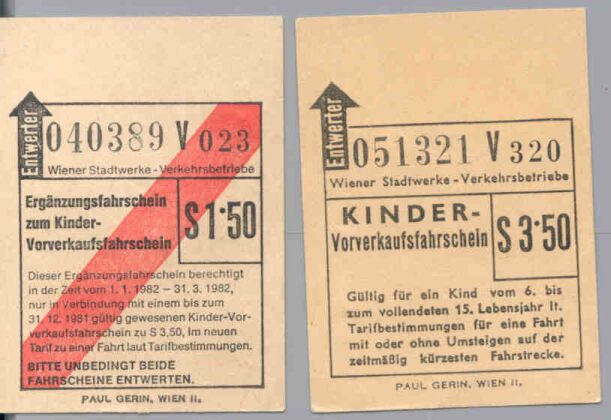 Entwerter
040389 V 023
Wiener Stadtwerke - Verkehrsbetriebe
Ergänzungsfahrschein
zum Kinder-
Vorverkaufsfahrschein
S 1·50
Dieser Ergänzungsfahrschein berechtigt
in der Zeit vom 1. 1. 1982 – 31. 3. 1982,
nur in Verbindung mit einem bis zum
31. 12. 1981 gültig gewesenen Kinder-Vor-
verkaufsfahrschein zu S 3,50, im neuen
Tarif zu einer Fahrt laut Tarifbestimmungen.
BITTE UNBEDINGT BEIDE
FAHRSCHEINE ENTWERTEN.
PAUL GERIN, WIEN II.
Entwerter
051321 V 320
Wiener Stadtwerke - Verkehrsbetriebe
KINDER-
Vorverkaufsfahrschein
S 3·50
Gültig für ein Kind vom 6. bis
zum vollendeten 15. Lebensjahr lt.
Tarifbestimmungen für eine Fahrt
mit oder ohne Umsteigen auf der
zeitmäßig kürzesten Fahrstrecke.
PAUL GERIN, WIEN II.